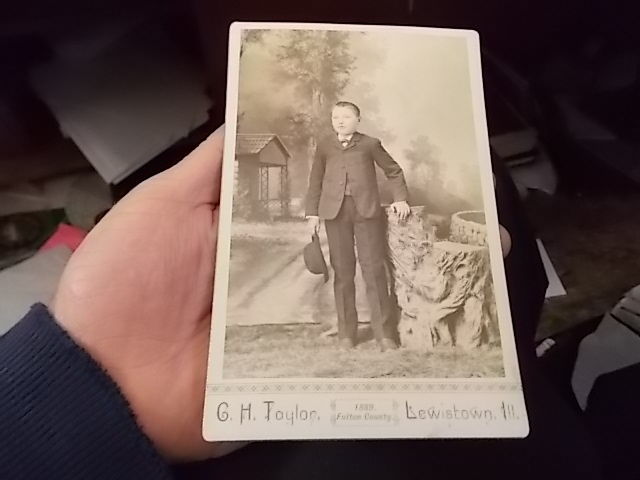 G. H. Taylor,
1889.
Fulton County.
Lewistown, Ill.